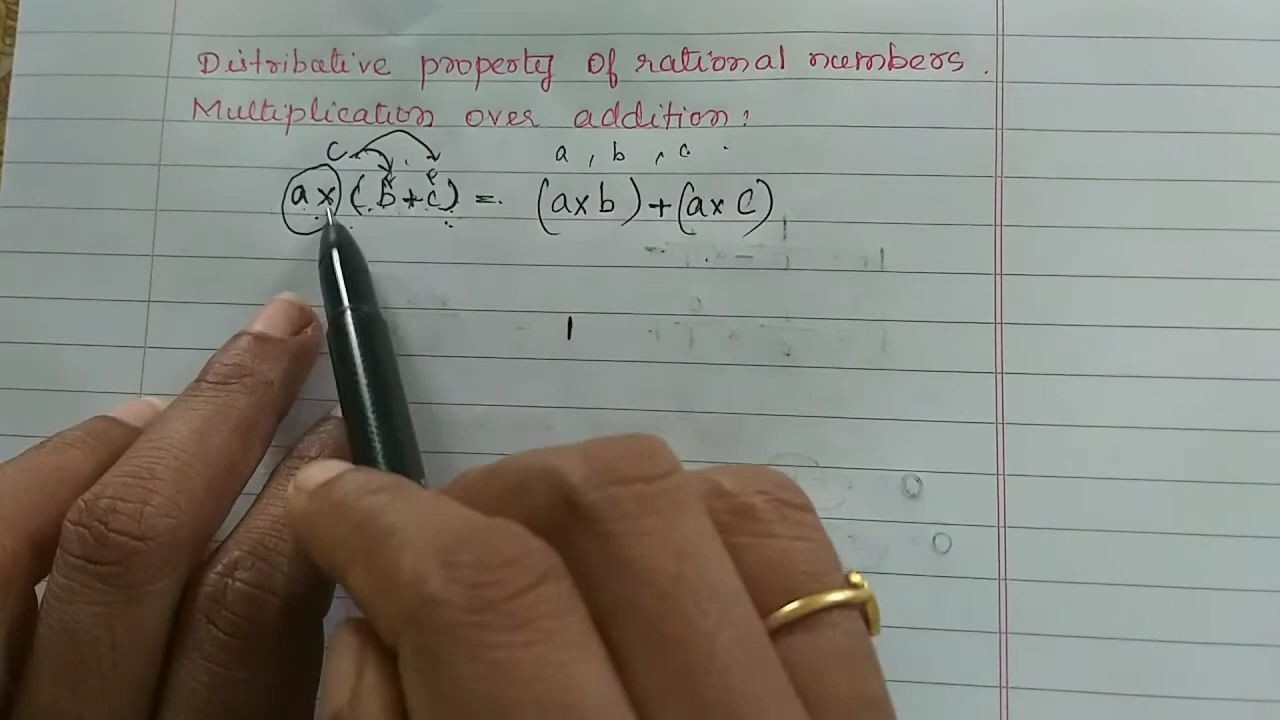 Distributive property of rational numbers.
Multiplication over addition:
a, b, c
a x (b + c) = (a x b) + (a x c)